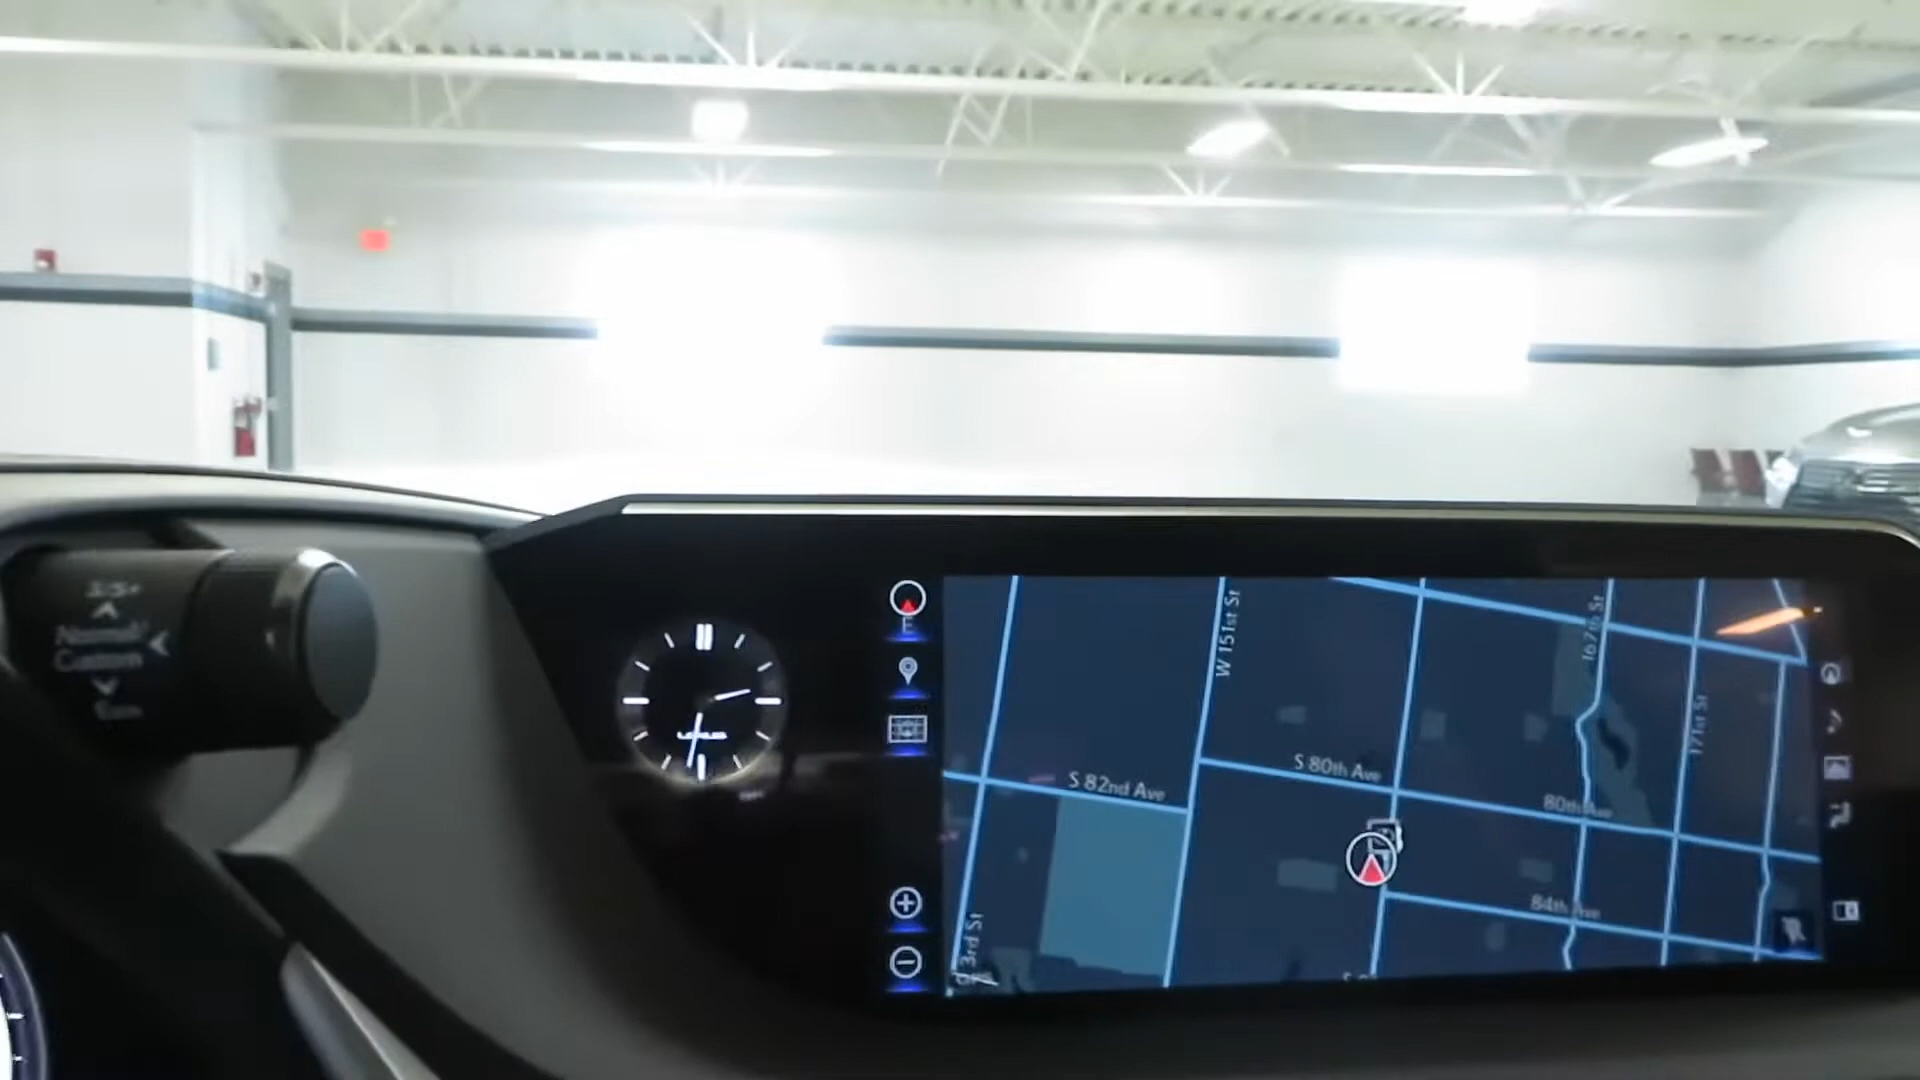 Normal/
Custom
LEXUS
E
W 151st St
167th St
171st St
S 80th Ave
S 82nd Ave
80th Ave
84th Ave
3rd St